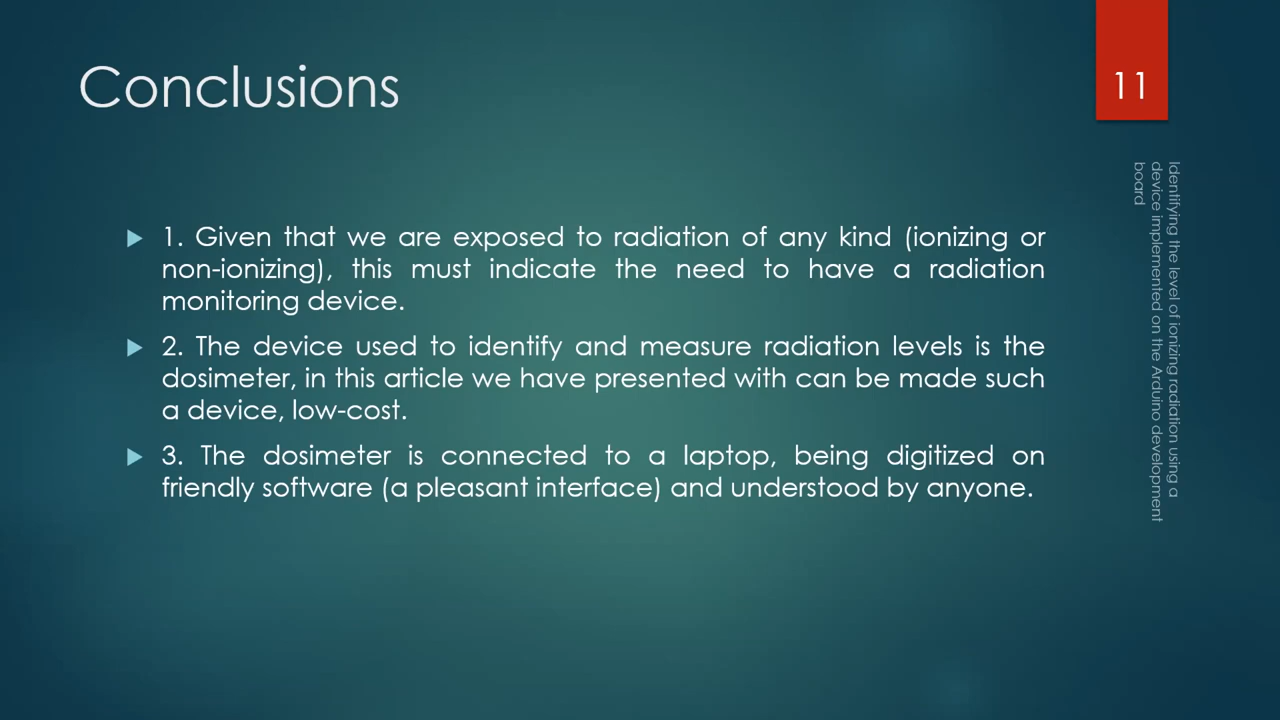 Conclusions
11
1. Given that we are exposed to radiation of any kind (ionizing or
non-ionizing), this must indicate the need to have a radiation
monitoring device.
2. The device used to identify and measure radiation levels is the
dosimeter, in this article we have presented with can be made such
a device, low-cost.
3. The dosimeter is connected to a laptop, being digitized on
friendly software (a pleasant interface) and understood by anyone.
Identifying the level of ionizing radiation using a
device implemented on the Arduino development
board